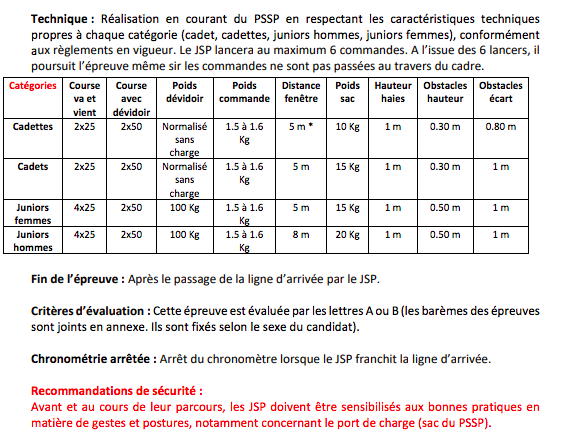 Technique : Réalisation en courant du PSSP en respectant les caractéristiques techniques
propres à chaque catégorie (cadet, cadettes, juniors hommes, juniors femmes), conformément
aux règlements en vigueur. Le JSP lancera au maximum 6 commandes. A l'issue des 6 lancers, il
poursuit l'épreuve même sir les commandes ne sont pas passées au travers du cadre.
Catégories Course va et vient Course avec dévidoir Poids dévidoir Poids commande Distance fenêtre Poids sac Hauteur haies Obstacles hauteur Obstacles écart
Cadettes 2x25 2x50 Normalisé sans charge 1.5 à 1.6 Kg 5 m * 10 Kg 1 m 0.30 m 0.80 m
Cadets 2x25 2x50 Normalisé sans charge 1.5 à 1.6 Kg 5 m 15 Kg 1 m 0.30 m 1 m
Juniors femmes 4x25 2x50 100 Kg 1.5 à 1.6 Kg 5 m 15 Kg 1 m 0.50 m 1 m
Juniors hommes 4x25 2x50 100 Kg 1.5 à 1.6 Kg 8 m 20 Kg 1 m 0.50 m 1 m
Fin de l'épreuve : Après le passage de la ligne d'arrivée par le JSP.
Critères d'évaluation : Cette épreuve est évaluée par les lettres A ou B (les barèmes des épreuves
sont joints en annexe. Ils sont fixés selon le sexe du candidat).
Chronométrie arrêtée : Arrêt du chronomètre lorsque le JSP franchit la ligne d'arrivée.
Recommandations de sécurité :
Avant et au cours de leur parcours, les JSP doivent être sensibilisés aux bonnes pratiques en
matière de gestes et postures, notamment concernant le port de charge (sac du PSSP).